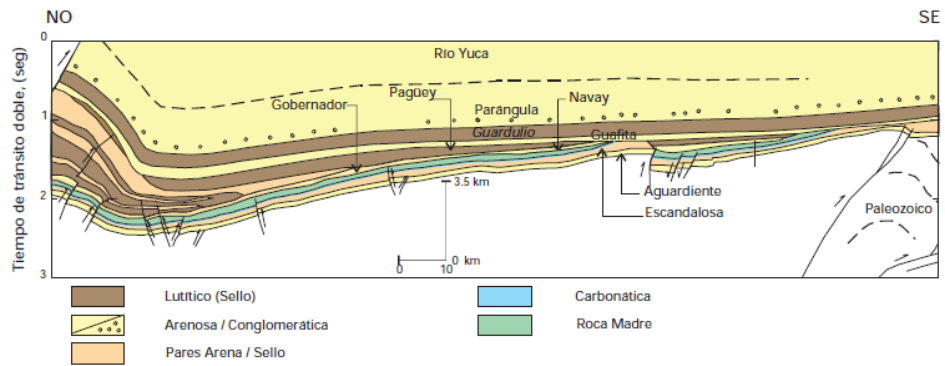 NO
SE
Tiempo de tránsito doble, (seg)
0
1
2
3
Río Yuca
Gobernador
Pagüey
Parángula
Navay
Guardulio
Guafita
3.5 km
Aguardiente
Escandalosa
Paleozoico
0 km
0 10
Lutítico (Sello)
Arenosa / Conglomerática
Pares Arena / Sello
Carbonática
Roca Madre